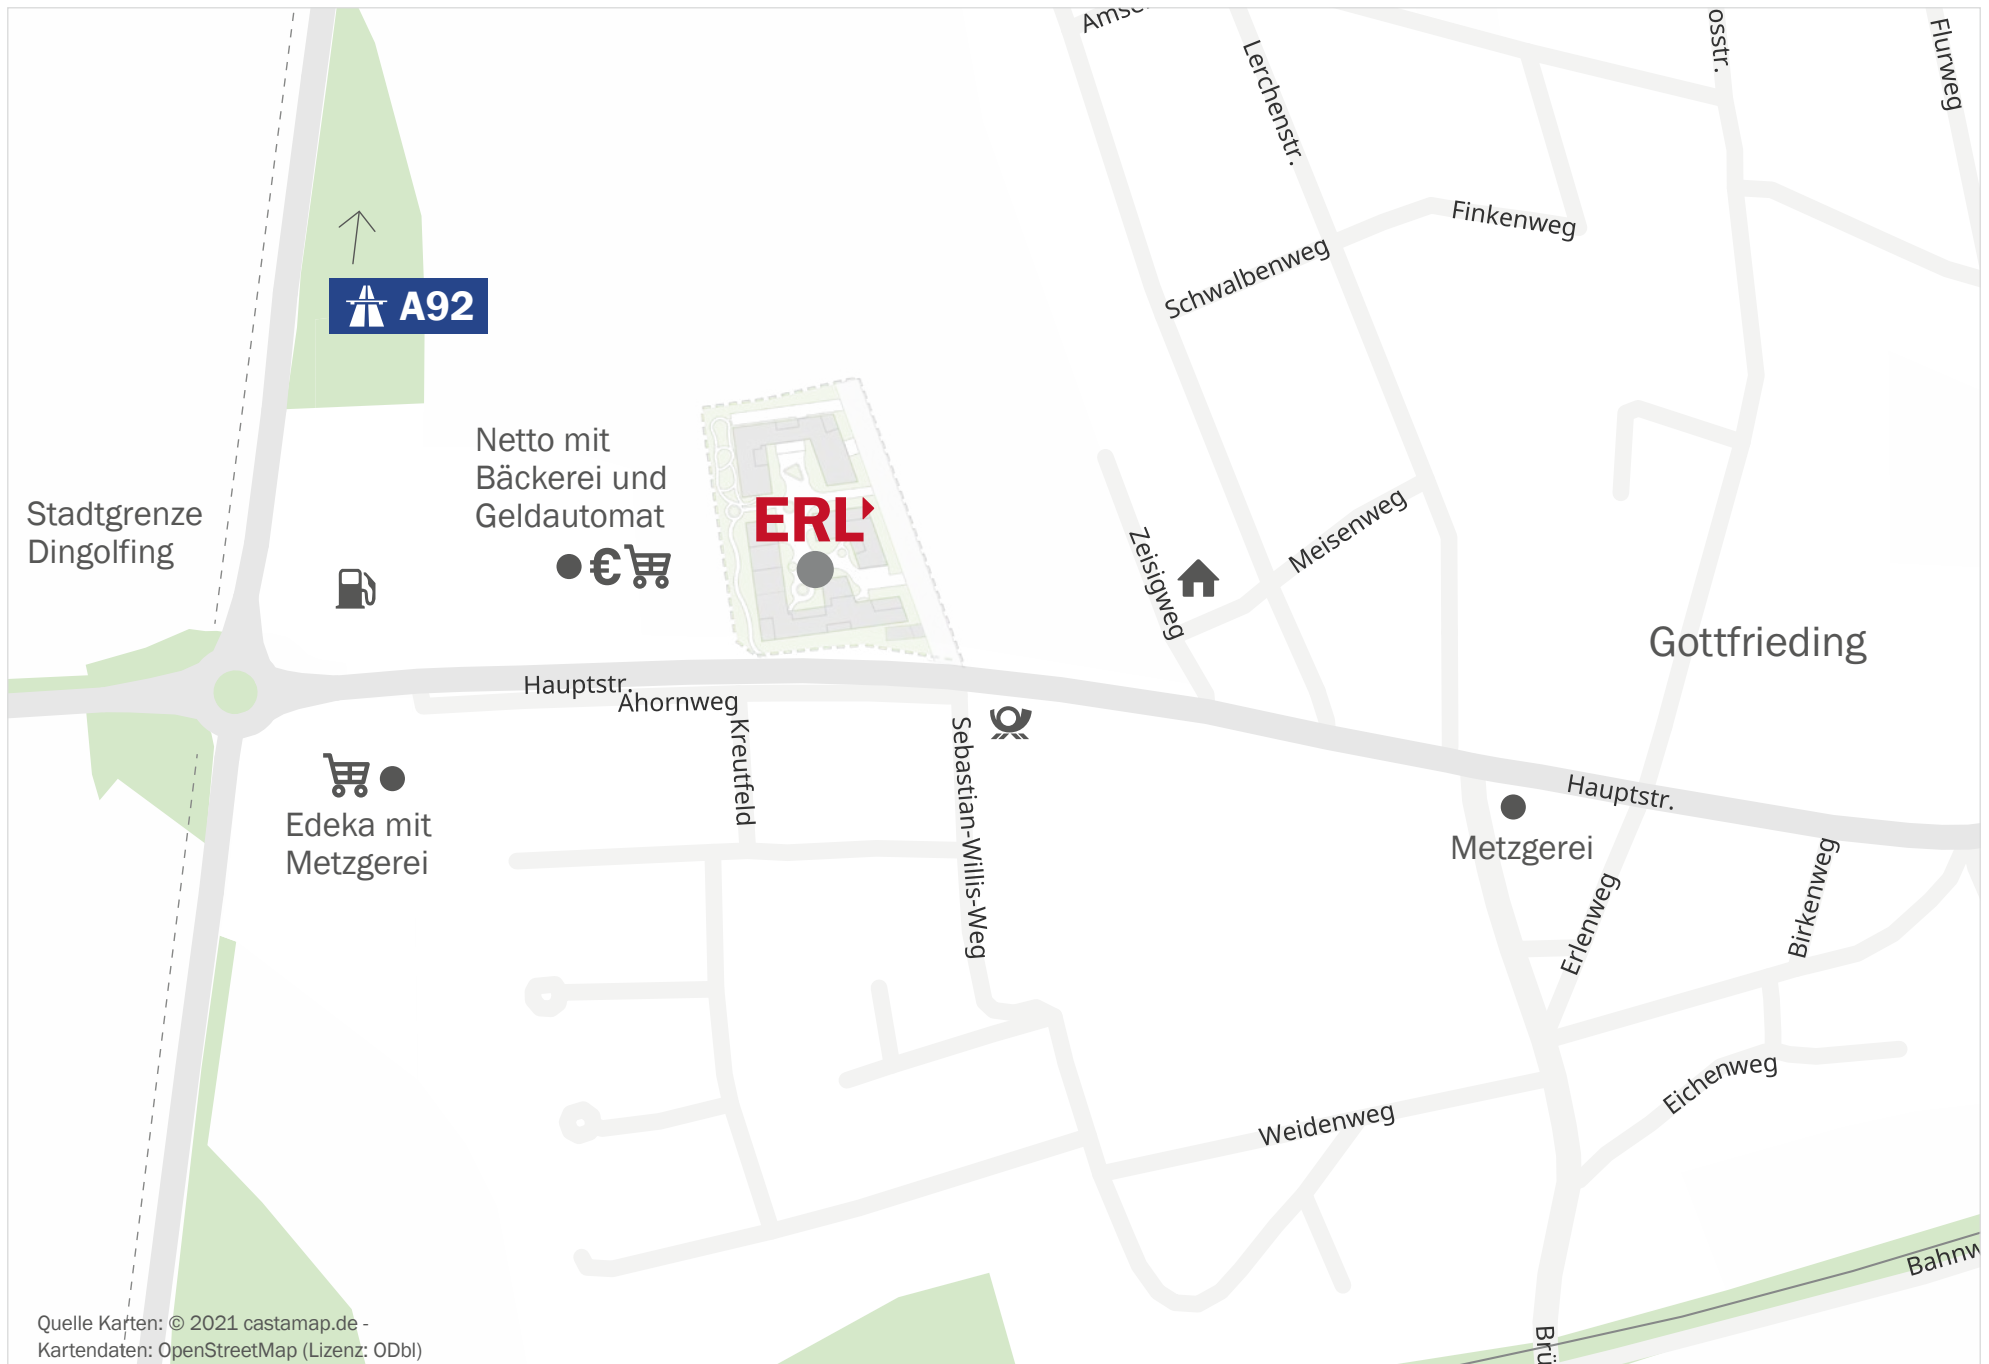 Lerchenstr.
Flurweg
Finkenweg
Schwalbenweg
A92
Netto mit
Bäckerei und
Geldautomat
€
Stadtgrenze
Dingolfing
ERL
Zeisigweg
Meisenweg
Gottfrieding
Hauptstr.
Ahornweg
Kreutfeld
Sebastian-Willis-Weg
Edeka mit
Metzgerei
Hauptstr.
Metzgerei
Erlenweg
Birkenweg
Eichenweg
Weidenweg
Quelle Karten: © 2021 castamap.de -
Kartendaten: OpenStreetMap (Lizenz: ODbl)